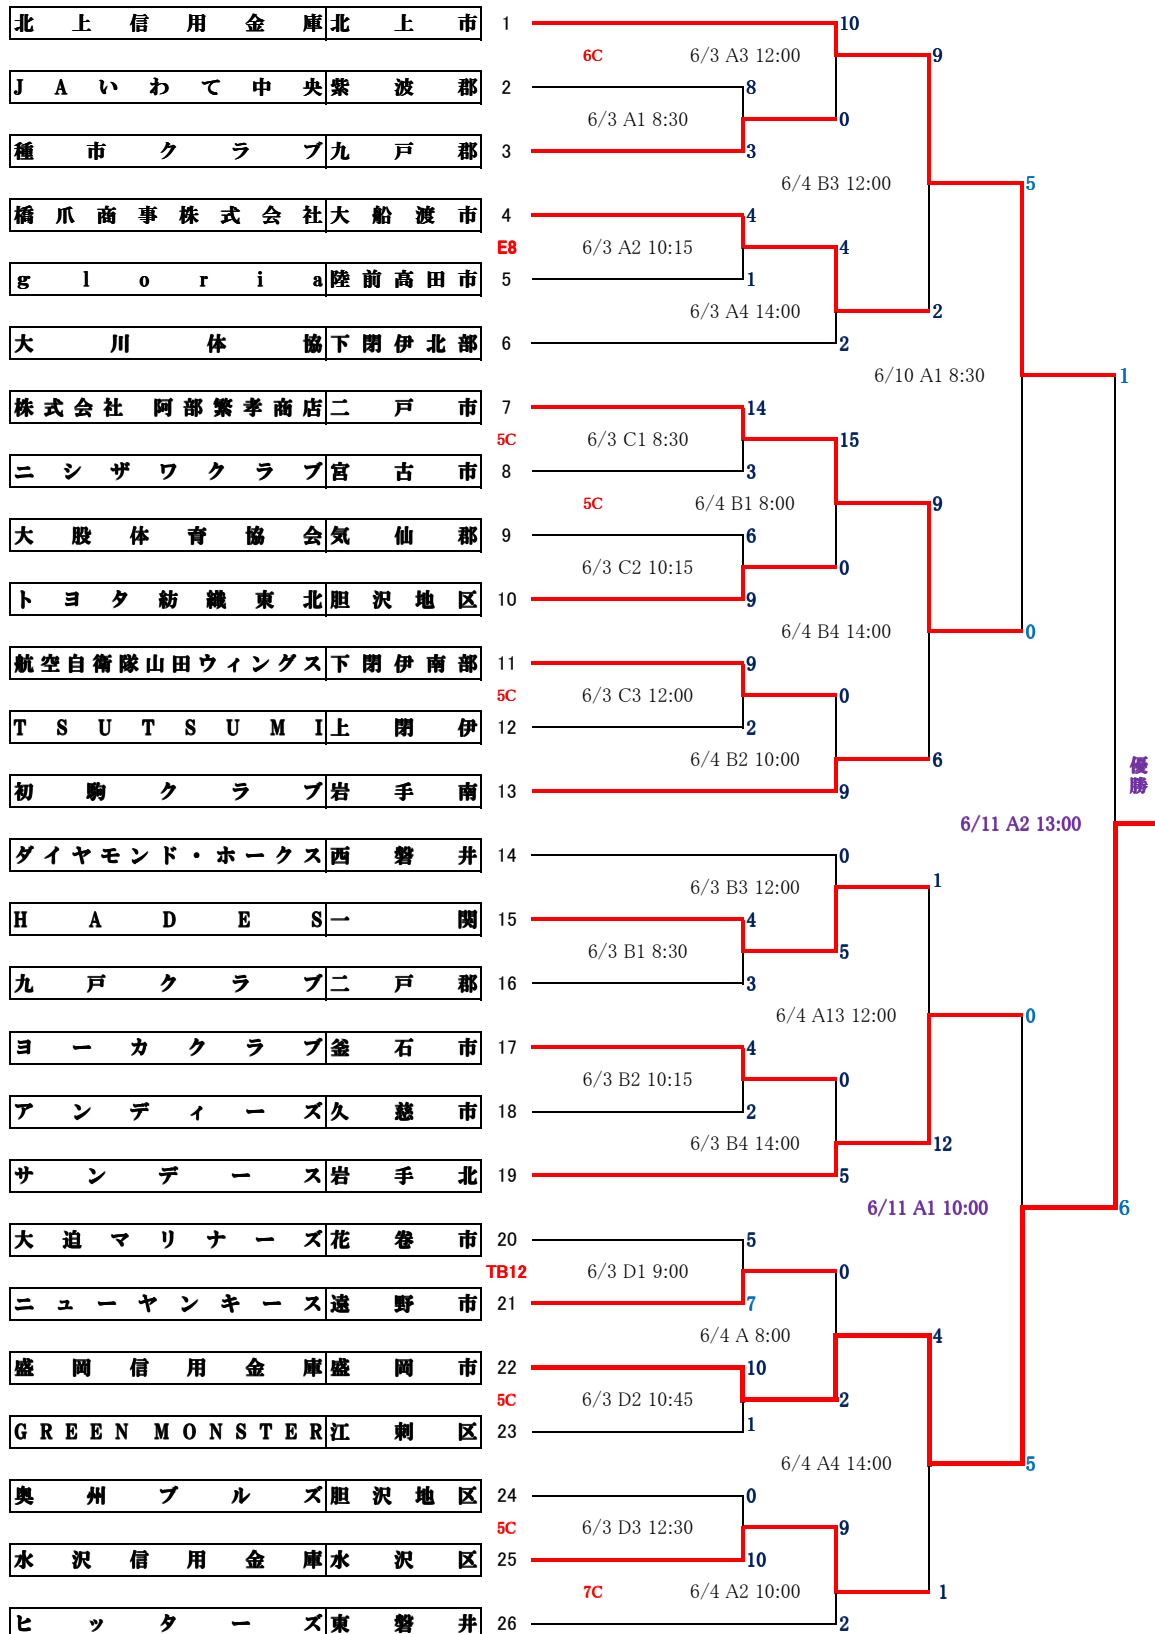 北上信用金庫 北上市 1 10
6C 6/3 A3 12:00 9
JAいわて中央 紫波郡 2 8
6/3 A1 8:30 0
種市クラブ 九戸郡 3 3
6/4 B3 12:00 5
橋爪商事株式会社 大船渡市 4 4
E8 6/3 A2 10:15 4
gloria 陸前高田市 5 1
6/3 A4 14:00 2
大川体協 下閉伊北部 6 2
6/10 A1 8:30 1
株式会社 阿部繁孝商店 二戸市 7 14
5C 6/3 C1 8:30 15
ニシザワクラブ 宮古市 8 3
5C 6/4 B1 8:00 9
大股体育協会 気仙郡 9 6
6/3 C2 10:15 0
トヨタ紡織東北 胆沢地区 10 9
6/4 B4 14:00 0
航空自衛隊山田ウィングス 下閉伊南部 11 9
5C 6/3 C3 12:00 0
TSUTSUMI 上閉伊 12 2
6/4 B2 10:00 6
優勝
初駒クラブ 岩手南 13 9
6/11 A2 13:00
ダイヤモンド・ホークス 西磐井 14 0
6/3 B3 12:00 1
HADES 一関 15 4
6/3 B1 8:30 5
九戸クラブ 二戸郡 16 3
6/4 A13 12:00 0
ヨーカクラブ 釜石市 17 4
6/3 B2 10:15 0
アンディーズ 久慈市 18 2
6/3 B4 14:00 12
サンデース 岩手北 19 5
6/11 A1 10:00 6
大迫マリナーズ 花巻市 20 5
TB12 6/3 D1 9:00 0
ニューヤンキース 遠野市 21 7
6/4 A 8:00 4
盛岡信用金庫 盛岡市 22 10
5C 6/3 D2 10:45 2
GREEN MONSTER 江刺区 23 1
6/4 A4 14:00 5
奥州ブルズ 胆沢地区 24 0
5C 6/3 D3 12:30 9
水沢信用金庫 水沢区 25 10
7C 6/4 A2 10:00 1
ヒッターズ 東磐井 26 2